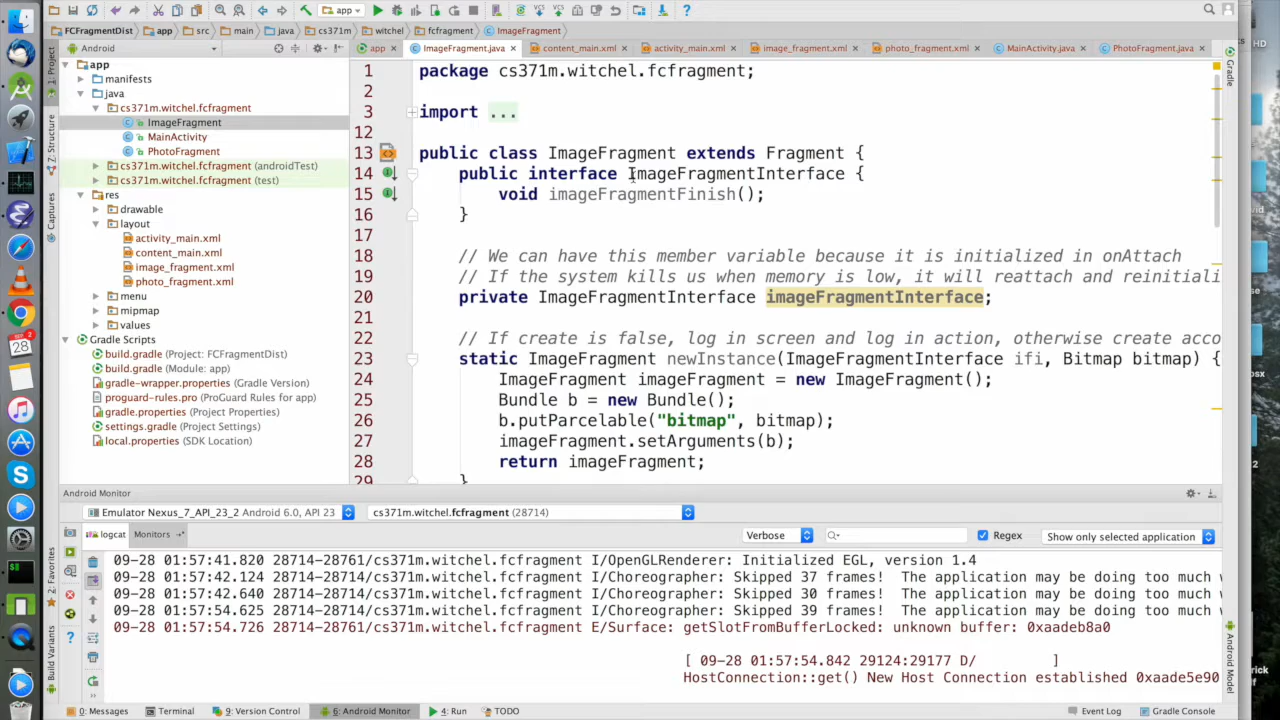 app
FCFragmentDist app src main java cs371m witchel fcfragment ImageFragment
HD
Android
app ImageFragment.java content_main.xml activity_main.xml image_fragment.xml photo_fragment.xml MainActivity.java PhotoFragment.java
1: Project
Z: Structure
Captures
2: Favorites
Build Variants
app
manifests
java
cs371m.witchel.fcfragment
ImageFragment
MainActivity
PhotoFragment
cs371m.witchel.fcfragment (androidTest)
cs371m.witchel.fcfragment (test)
res
drawable
layout
activity_main.xml
content_main.xml
image_fragment.xml
photo_fragment.xml
menu
mipmap
values
Gradle Scripts
build.gradle (Project: FCFragmentDist)
build.gradle (Module: app)
gradle-wrapper.properties (Gradle Version)
proguard-rules.pro (ProGuard Rules for app)
gradle.properties (Project Properties)
settings.gradle (Project Settings)
local.properties (SDK Location)
1 package cs371m.witchel.fcfragment;
2
3 import ...
12
13 public class ImageFragment extends Fragment {
14 public interface ImageFragmentInterface {
15 void imageFragmentFinish();
16 }
17
18 // We can have this member variable because it is initialized in onAttach
19 // If the system kills us when memory is low, it will reattach and reinitiali
20 private ImageFragmentInterface imageFragmentInterface;
21
22 // If create is false, log in screen and log in action, otherwise create acco
23 static ImageFragment newInstance(ImageFragmentInterface ifi, Bitmap bitmap) {
24 ImageFragment imageFragment = new ImageFragment();
25 Bundle b = new Bundle();
26 b.putParcelable("bitmap", bitmap);
27 imageFragment.setArguments(b);
28 return imageFragment;
29 }
Gradle
Android Model
SEP 2
28
Android Monitor
Emulator Nexus_7_API_23_2 Android 6.0, API 23 cs371m.witchel.fcfragment (28714)
logcat Monitors Verbose Regex Show only selected application
09-28 01:57:41.820 28714-28761/cs371m.witchel.fcfragment I/OpenGLRenderer: Initialized EGL, version 1.4
09-28 01:57:42.124 28714-28714/cs371m.witchel.fcfragment I/Choreographer: Skipped 37 frames! The application may be doing too much w
09-28 01:57:42.640 28714-28714/cs371m.witchel.fcfragment I/Choreographer: Skipped 30 frames! The application may be doing too much w
09-28 01:57:54.625 28714-28714/cs371m.witchel.fcfragment I/Choreographer: Skipped 39 frames! The application may be doing too much w
09-28 01:57:54.726 28714-28761/cs371m.witchel.fcfragment E/Surface: getSlotFromBufferLocked: unknown buffer: 0xaadeb8a0
[ 09-28 01:57:54.842 29124:29177 D/ ]
HostConnection::get() New Host Connection established 0xaade5e90
0: Messages Terminal 9: Version Control 6: Android Monitor 4: Run TODO Event Log Gradle Console